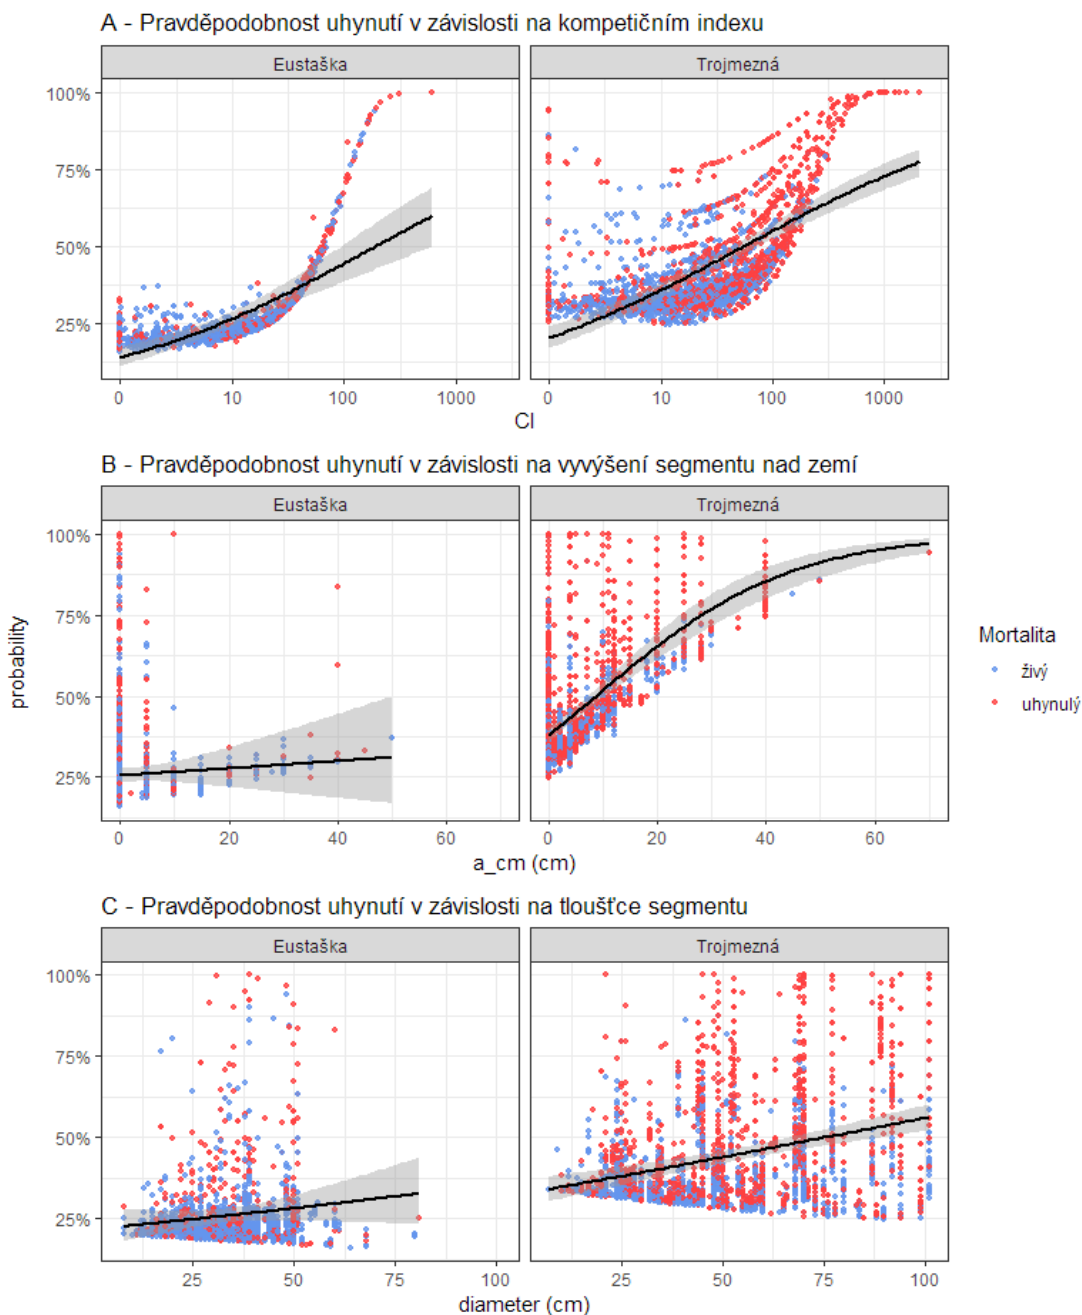 A - Pravděpodobnost uhynutí v závislosti na kompetičním indexu
Eustaška Trojmezná
100%
75%
50%
25%
0 10 100 1000 0 10 100 1000
CI
B - Pravděpodobnost uhynutí v závislosti na vyvýšení segmentu nad zemí
Eustaška Trojmezná
100%
75%
50%
25%
0 20 40 60 0 20 40 60
a_cm (cm)
probability
Mortalita
živý
uhynulý
C - Pravděpodobnost uhynutí v závislosti na tloušťce segmentu
Eustaška Trojmezná
100%
75%
50%
25%
25 50 75 100 25 50 75 100
diameter (cm)